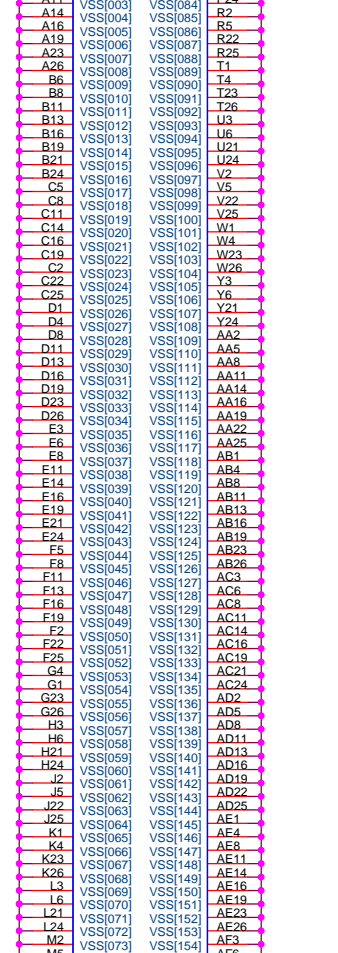 A11 VSS[003] VSS[084] P24
A14 VSS[004] VSS[085] R2
A16 VSS[005] VSS[086] R5
A19 VSS[006] VSS[087] R22
A23 VSS[007] VSS[088] R25
A26 VSS[008] VSS[089] T1
B6 VSS[009] VSS[090] T4
B8 VSS[010] VSS[091] T23
B11 VSS[011] VSS[092] T26
B13 VSS[012] VSS[093] U3
B16 VSS[013] VSS[094] U6
B19 VSS[014] VSS[095] U21
B21 VSS[015] VSS[096] U24
B24 VSS[016] VSS[097] V2
C5 VSS[017] VSS[098] V5
C8 VSS[018] VSS[099] V22
C11 VSS[019] VSS[100] V25
C14 VSS[020] VSS[101] W1
C16 VSS[021] VSS[102] W4
C19 VSS[022] VSS[103] W23
C2 VSS[023] VSS[104] W26
C22 VSS[024] VSS[105] Y3
C25 VSS[025] VSS[106] Y6
D1 VSS[026] VSS[107] Y21
D4 VSS[027] VSS[108] Y24
D8 VSS[028] VSS[109] AA2
D11 VSS[029] VSS[110] AA5
D13 VSS[030] VSS[111] AA8
D16 VSS[031] VSS[112] AA11
D19 VSS[032] VSS[113] AA14
D23 VSS[033] VSS[114] AA16
D26 VSS[034] VSS[115] AA19
E3 VSS[035] VSS[116] AA22
E6 VSS[036] VSS[117] AA25
E8 VSS[037] VSS[118] AB1
E11 VSS[038] VSS[119] AB4
E14 VSS[039] VSS[120] AB8
E16 VSS[040] VSS[121] AB11
E19 VSS[041] VSS[122] AB13
E21 VSS[042] VSS[123] AB16
E24 VSS[043] VSS[124] AB19
F5 VSS[044] VSS[125] AB23
F8 VSS[045] VSS[126] AB26
F11 VSS[046] VSS[127] AC3
F13 VSS[047] VSS[128] AC6
F16 VSS[048] VSS[129] AC8
F19 VSS[049] VSS[130] AC11
F2 VSS[050] VSS[131] AC14
F22 VSS[051] VSS[132] AC16
F25 VSS[052] VSS[133] AC19
G4 VSS[053] VSS[134] AC21
G1 VSS[054] VSS[135] AC24
G23 VSS[055] VSS[136] AD2
G26 VSS[056] VSS[137] AD5
H3 VSS[057] VSS[138] AD8
H6 VSS[058] VSS[139] AD11
H21 VSS[059] VSS[140] AD13
H24 VSS[060] VSS[141] AD16
J2 VSS[061] VSS[142] AD19
J5 VSS[062] VSS[143] AD22
J22 VSS[063] VSS[144] AD25
J25 VSS[064] VSS[145] AE1
K1 VSS[065] VSS[146] AE4
K4 VSS[066] VSS[147] AE8
K23 VSS[067] VSS[148] AE11
K26 VSS[068] VSS[149] AE14
L3 VSS[069] VSS[150] AE16
L6 VSS[070] VSS[151] AE19
L21 VSS[071] VSS[152] AE23
L24 VSS[072] VSS[153] AE26
M2 VSS[073] VSS[154] AF3